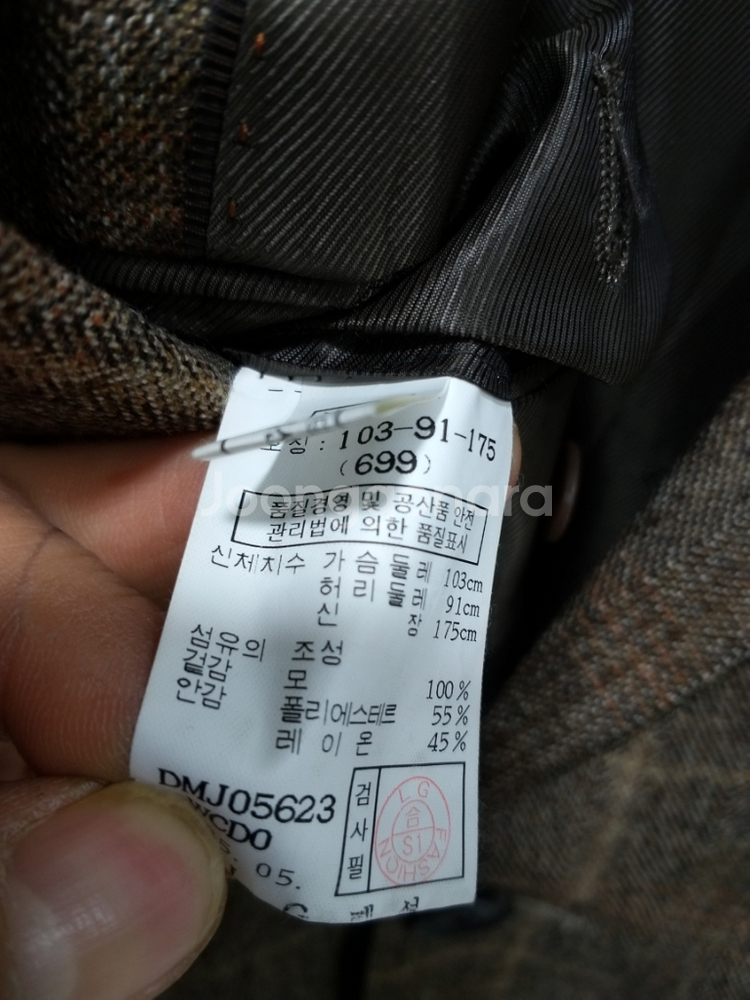 호칭 : 103-91-175
(699)
품질경영 및 공산품 안전
관리법에 의한 품질표시
신체치수 가슴둘레 103cm
허리둘레 91cm
신장 175cm
섬유의 조성
겉감 모 100%
안감 폴리에스테르 55%
레이온 45%
DMJ05623
WCDO
05.
검사필
LG
합
SI
FASHION
Joonggonara